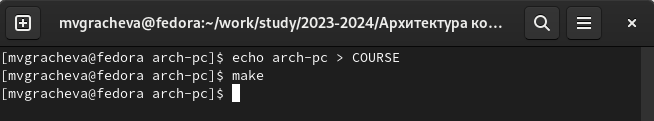 mvgracheva@fedora:~/work/study/2023-2024/Архитектура ко...
[mvgracheva@fedora arch-pc]$ echo arch-pc > COURSE
[mvgracheva@fedora arch-pc]$ make
[mvgracheva@fedora arch-pc]$